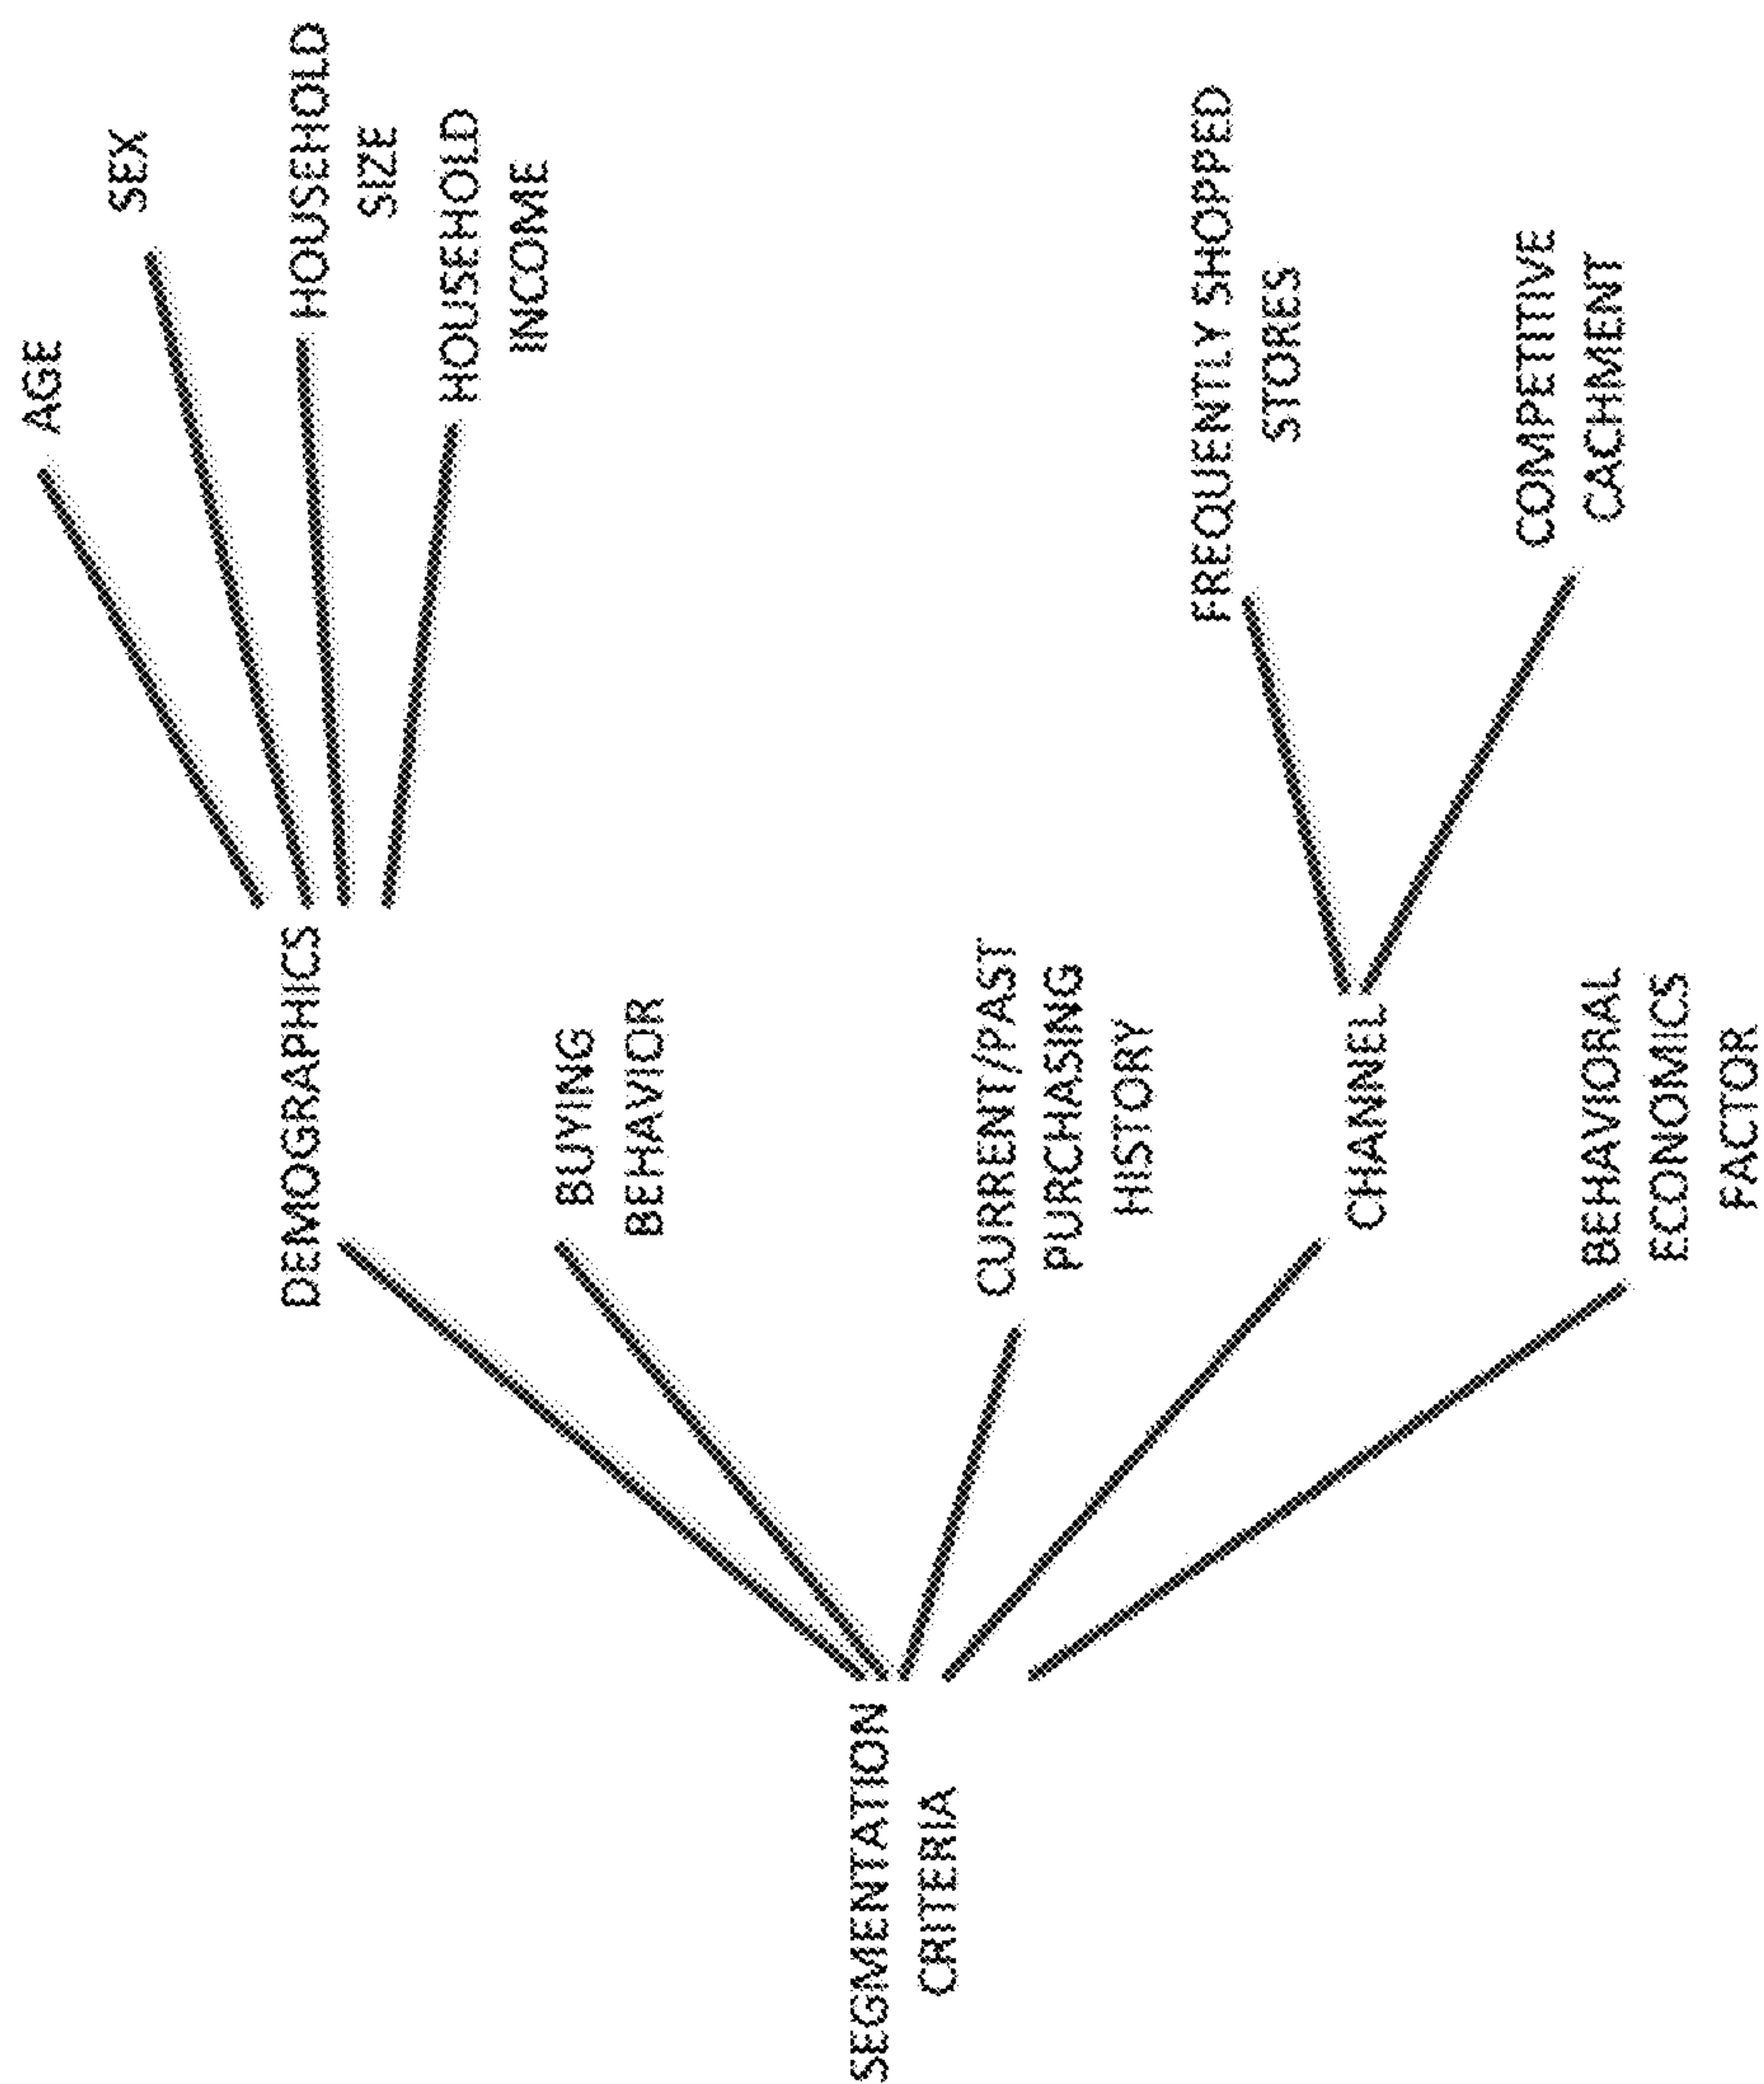 SEGMENTATION
CRITERIA
DEMOGRAPHICS
AGE
SEX
HOUSEHOLD
SIZE
HOUSEHOLD
INCOME
BUYING
BEHAVIOR
CURRENT/PAST
PURCHASING
HISTORY
CHANNEL
FREQUENTLY SHOPPED
STORES
COMPETITIVE
CACHMENT
BEHAVIORAL
ECONOMICS
FACTOR